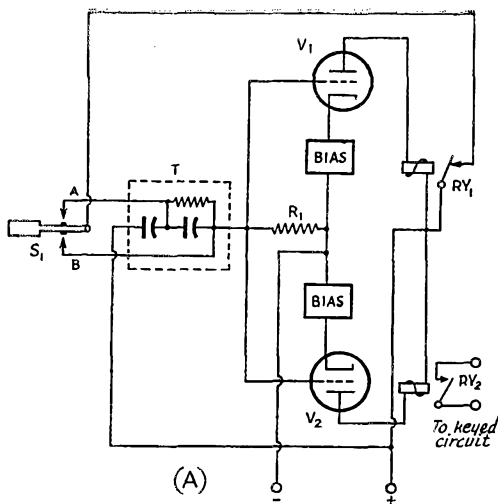 V1
BIAS
T
A
S1
B
R1
RY1
BIAS
V2
RY2
To keyed
circuit
(A)
-
+